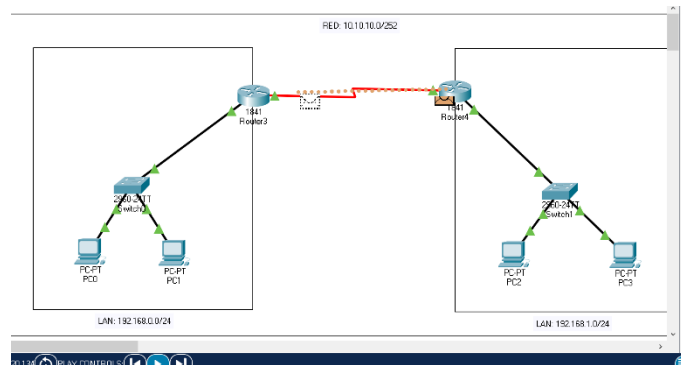 RED: 10.10.10.0/252
1841
Router3
1841
Router4
2960-24TT
Switch0
2960-24TT
Switch1
PC-PT
PC0
PC-PT
PC1
PC-PT
PC2
PC-PT
PC3
LAN: 192.168.0.0/24
LAN: 192.168.1.0/24
PLAY CONTROLS: